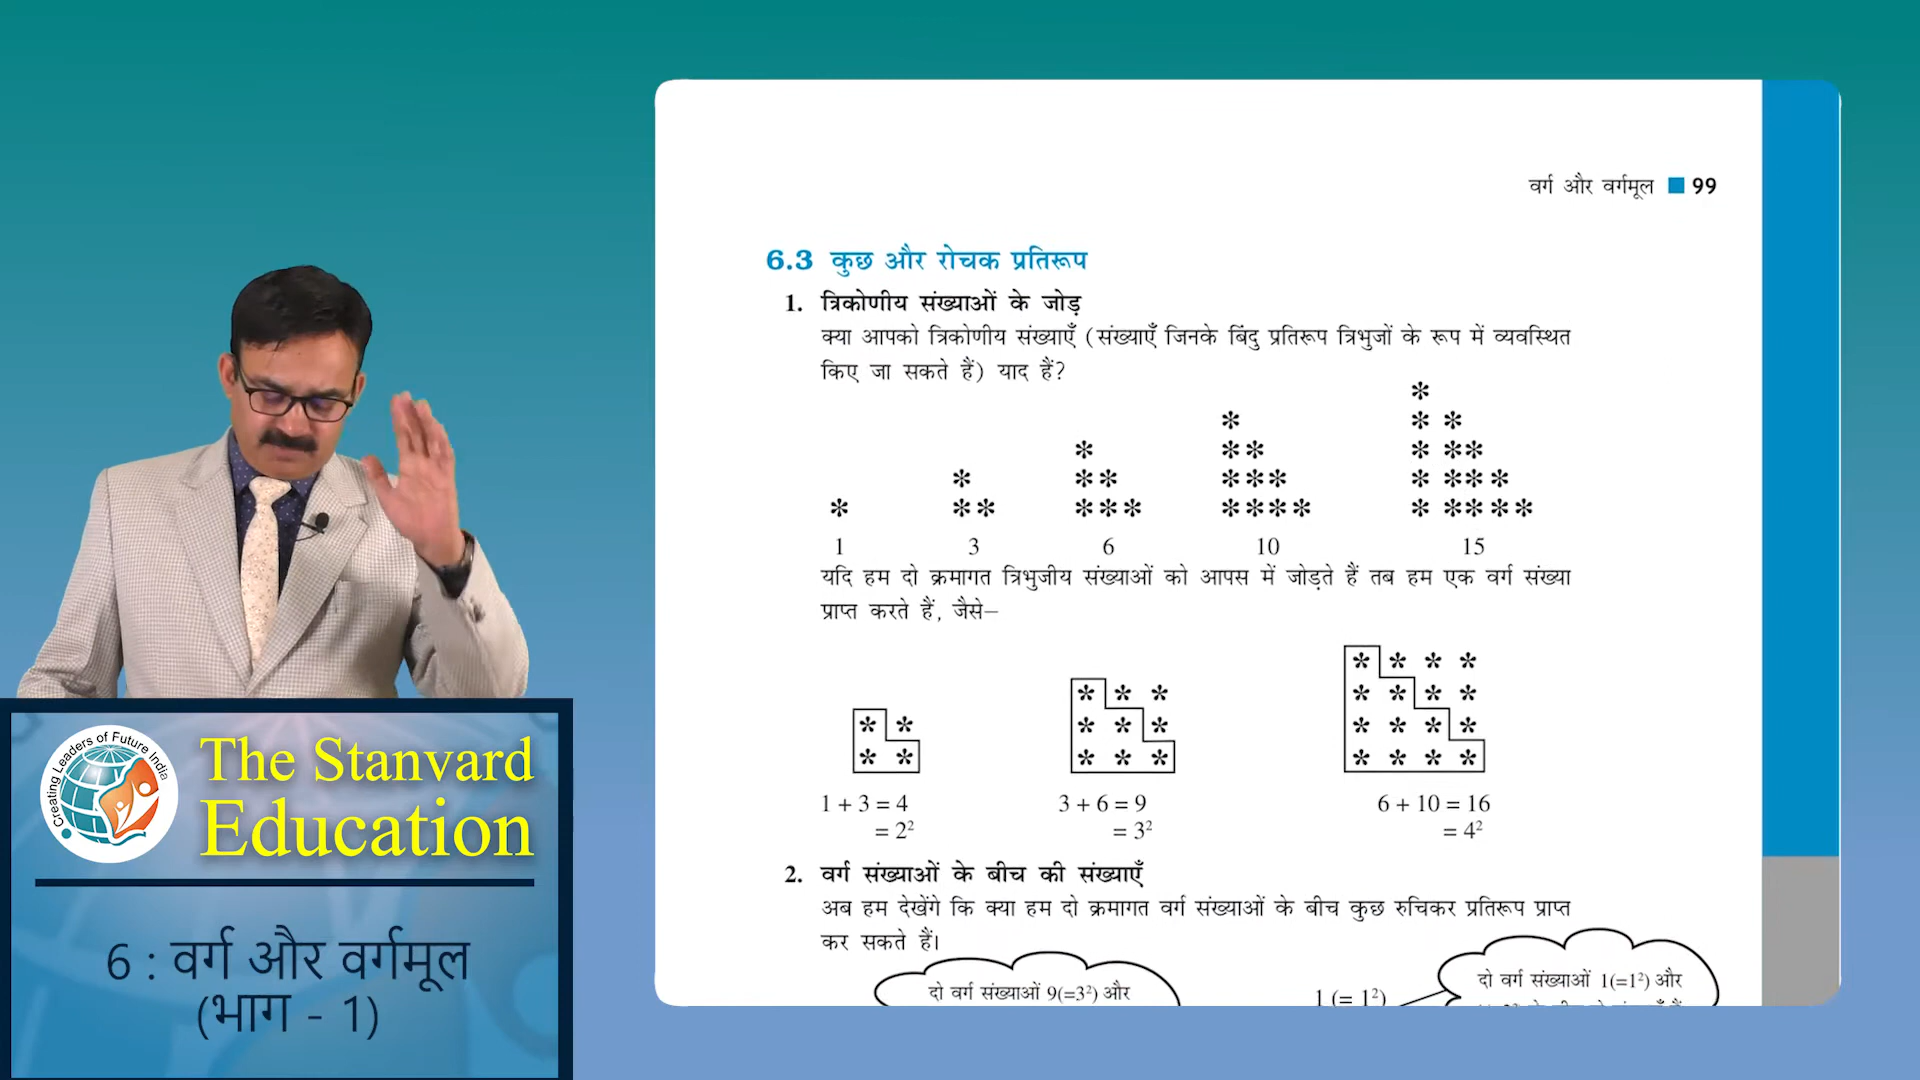 वर्ग और वर्गमूल 99
6.3 कुछ और रोचक प्रतिरूप
1. त्रिकोणीय संख्याओं के जोड़
क्या आपको त्रिकोणीय संख्याएँ (संख्याएँ जिनके बिंदु प्रतिरूप त्रिभुजों के रूप में व्यवस्थित
किए जा सकते हैं) याद हैं?
*
* *
* * * *
* ** *** * ***
* ** *** **** * ****
1 3 6 10 15
यदि हम दो क्रमागत त्रिभुजीय संख्याओं को आपस में जोड़ते हैं तब हम एक वर्ग संख्या
प्राप्त करते हैं, जैसे–
1 + 3 = 4 3 + 6 = 9 6 + 10 = 16
= 2² = 3² = 4²
2. वर्ग संख्याओं के बीच की संख्याएँ
अब हम देखेंगे कि क्या हम दो क्रमागत वर्ग संख्याओं के बीच कुछ रुचिकर प्रतिरूप प्राप्त
कर सकते हैं।
दो वर्ग संख्याओं 9(=3²) और
1 (= 1²)
दो वर्ग संख्याओं 1(=1²) और
Creating Leaders of Future India
The Stanvard
Education
6 : वर्ग और वर्गमूल
(भाग - 1)